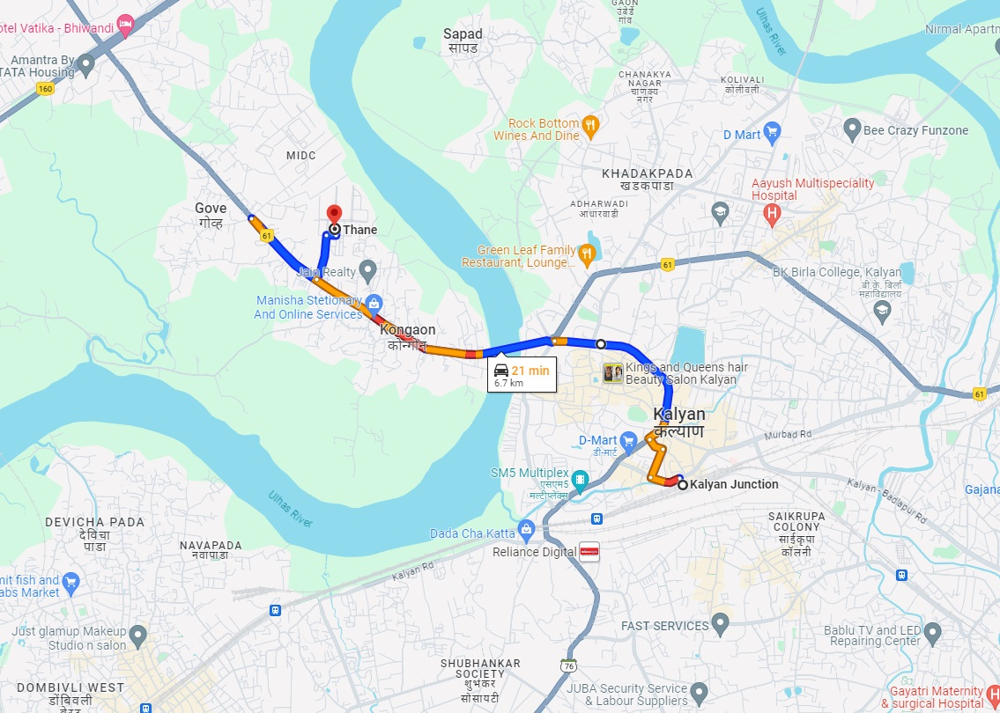 GAON
उंबर्डे
गांव
otel Vatika - Bhiwandi
Sapad
सापड
Ulhas River
Nirmal Apartm
Amantra By
TATA Housing
160
CHANAKYA
NAGAR
चाणक्य
नगर
KOLIVALI
कोलीवली
Rock Bottom
Wines And Dine
D Mart
Bee Crazy Funzone
MIDC
KHADAKPADA
खडकपाडा
Aayush Multispeciality
Hospital
H
ADHARWADI
आधारवाडी
Gove
गोव्ह
61
Thane
Green Leaf Family
Restaurant, Lounge...
61
Jain Realty
BK Birla College, Kalyan
बी.के. बिर्ला
महाविद्यालय
Manisha Stetionary
And Online Services
Kongaon
कोनगांव
21 min
6.7 km
Kings and Queens hair
Beauty Salon Kalyan
61
Kalyan
कल्याण
D-Mart
डी-मार्ट
Murbad Rd
SM5 Multiplex
एसएम5
मल्टीप्लेक्स
Kalyan Junction
Kalyan - Badlapur Rd
Gajana
Ulhas River
DEVICHA PADA
देविचा
पाडा
SAIKRUPA
COLONY
साईकृपा
कॉलनी
Dada Cha Katta
NAVAPADA
नवापाडा
Reliance Digital
Kalyan Rd
mit fish and
abs Market
Just glamup Makeup
Studio n salon
FAST SERVICES
Bablu TV and LED
Repairing Center
SHUBHANKAR
SOCIETY
शुभंकर
सोसायटी
76
DOMBIVLI WEST
डोंबिवली
JUBA Security Service
& Labour Suppliers
Gayatri Maternity
& surgical Hospital
H